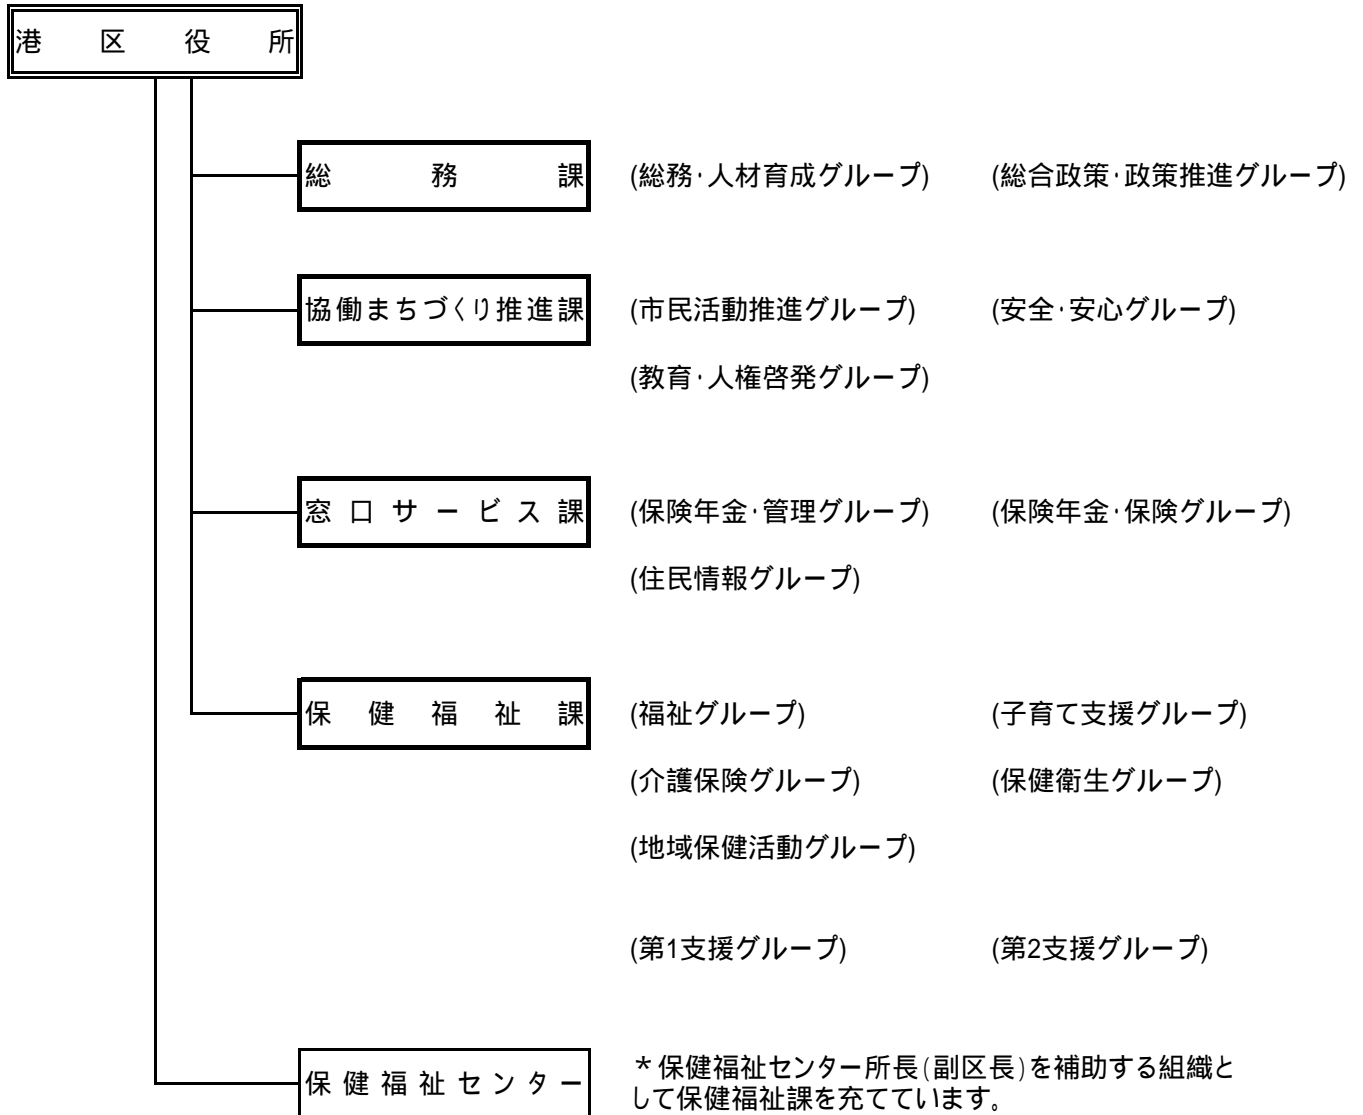 港区役所
総務課 (総務･人材育成グループ) (総合政策･政策推進グループ)
協働まちづくり推進課 (市民活動推進グループ) (安全･安心グループ)
(教育･人権啓発グループ)
窓口サービス課 (保険年金･管理グループ) (保険年金･保険グループ)
(住民情報グループ)
保健福祉課 (福祉グループ) (子育て支援グループ)
(介護保険グループ) (保健衛生グループ)
(地域保健活動グループ)
(第1支援グループ) (第2支援グループ)
保健福祉センター
＊保健福祉センター所長(副区長)を補助する組織と
して保健福祉課を充てています。